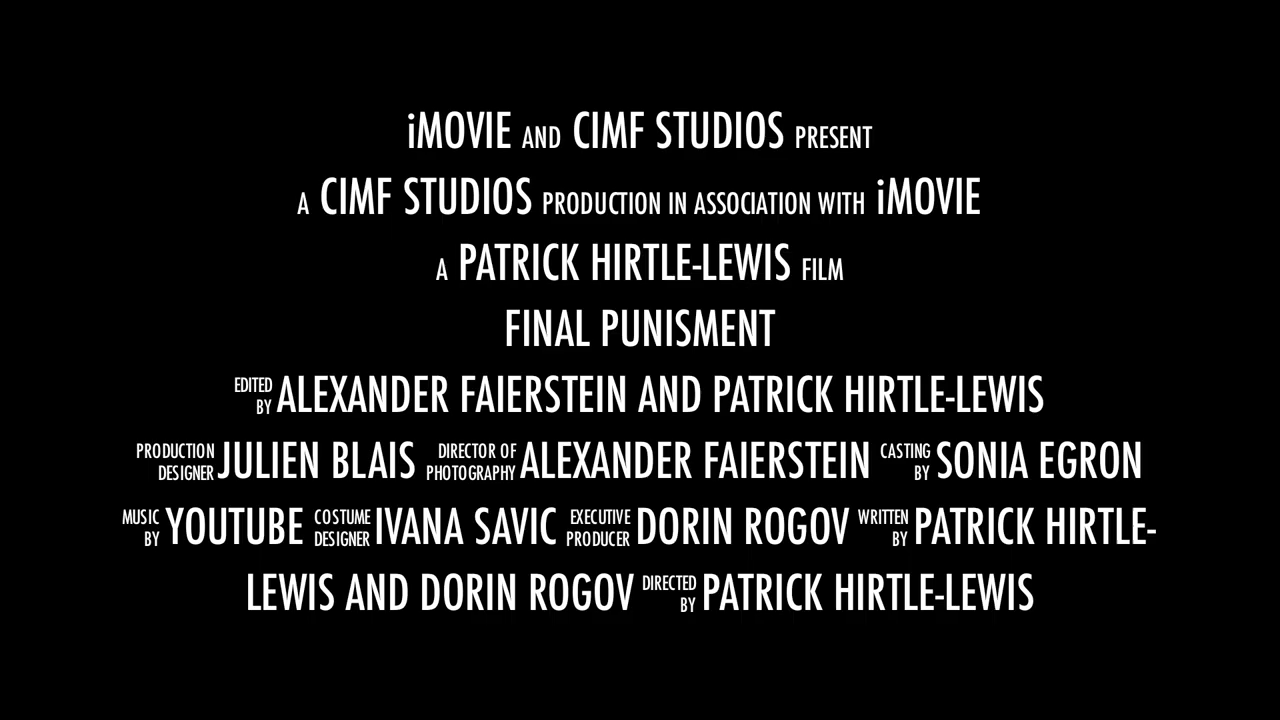 iMOVIE AND CIMF STUDIOS PRESENT
A CIMF STUDIOS PRODUCTION IN ASSOCIATION WITH iMOVIE
A PATRICK HIRTLE-LEWIS FILM
FINAL PUNISMENT
EDITED BY ALEXANDER FAIERSTEIN AND PATRICK HIRTLE-LEWIS
PRODUCTION DESIGNER JULIEN BLAIS DIRECTOR OF PHOTOGRAPHY ALEXANDER FAIERSTEIN CASTING BY SONIA EGRON
MUSIC BY YOUTUBE COSTUME DESIGNER IVANA SAVIC EXECUTIVE PRODUCER DORIN ROGOV WRITTEN BY PATRICK HIRTLE-
LEWIS AND DORIN ROGOV DIRECTED BY PATRICK HIRTLE-LEWIS